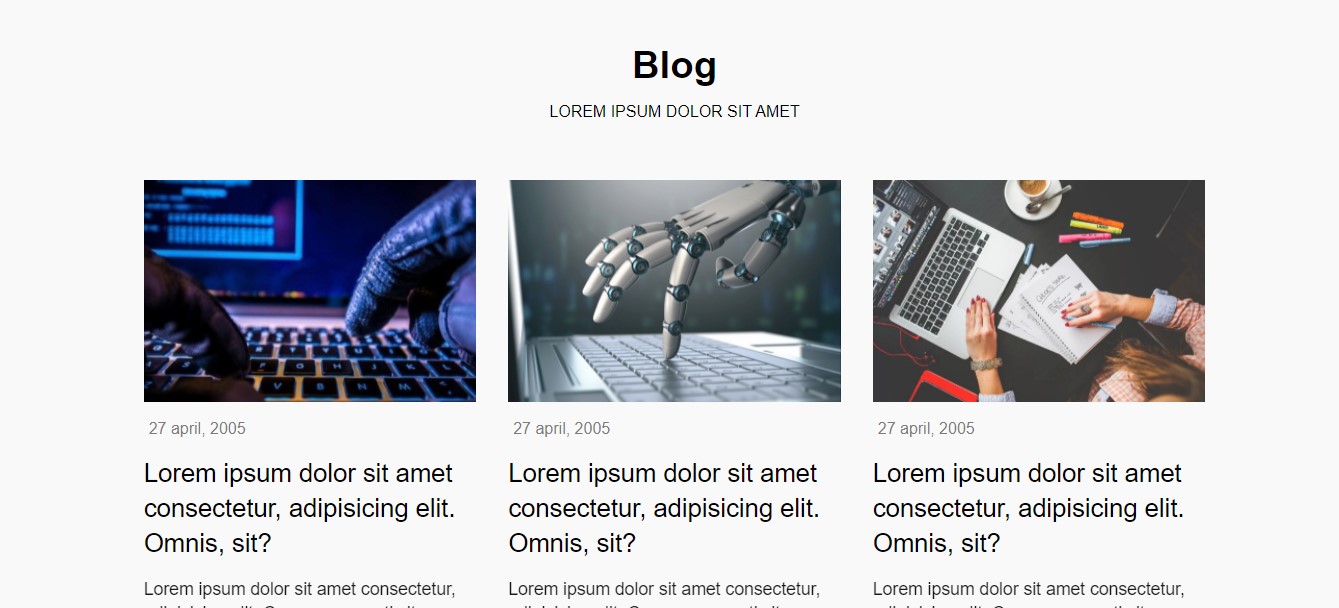 Blog
LOREM IPSUM DOLOR SIT AMET
27 april, 2005
Lorem ipsum dolor sit amet
consectetur, adipisicing elit.
Omnis, sit?
Lorem ipsum dolor sit amet consectetur,
27 april, 2005
Lorem ipsum dolor sit amet
consectetur, adipisicing elit.
Omnis, sit?
Lorem ipsum dolor sit amet consectetur,
27 april, 2005
Lorem ipsum dolor sit amet
consectetur, adipisicing elit.
Omnis, sit?
Lorem ipsum dolor sit amet consectetur,